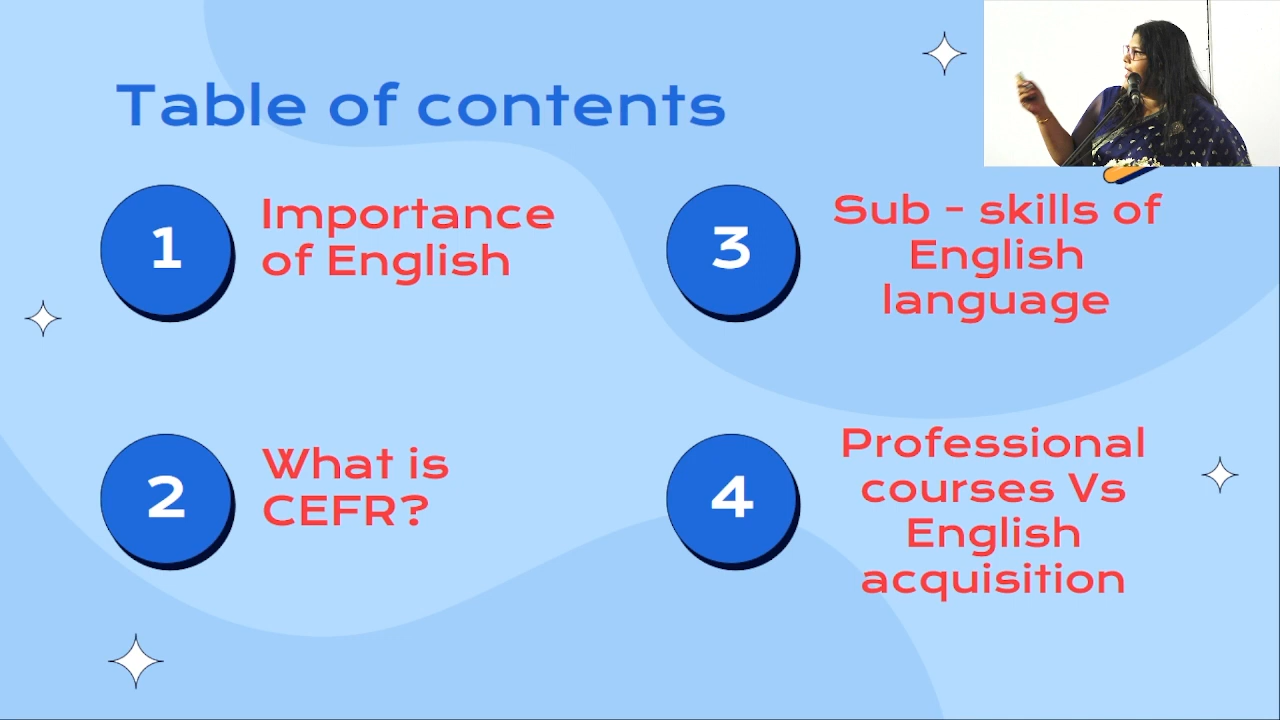 Table of contents
1
Importance
of English
2
What is
CEFR?
3
Sub - skills of
English
language
4
Professional
courses Vs
English
acquisition